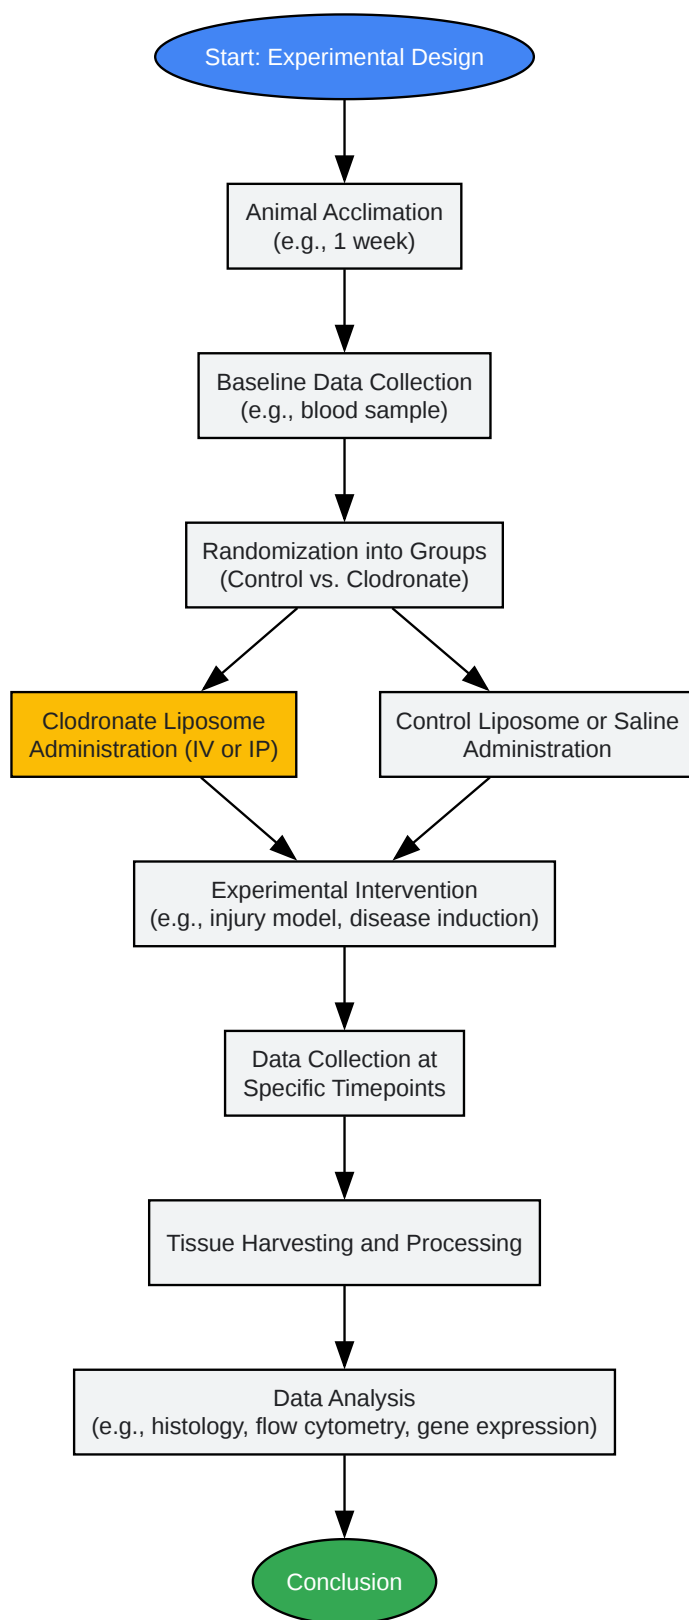 Start: Experimental Design
Animal Acclimation
(e.g., 1 week)
Baseline Data Collection
(e.g., blood sample)
Randomization into Groups
(Control vs. Clodronate)
Clodronate Liposome
Administration (IV or IP)
Control Liposome or Saline
Administration
Experimental Intervention
(e.g., injury model, disease induction)
Data Collection at
Specific Timepoints
Tissue Harvesting and Processing
Data Analysis
(e.g., histology, flow cytometry, gene expression)
Conclusion